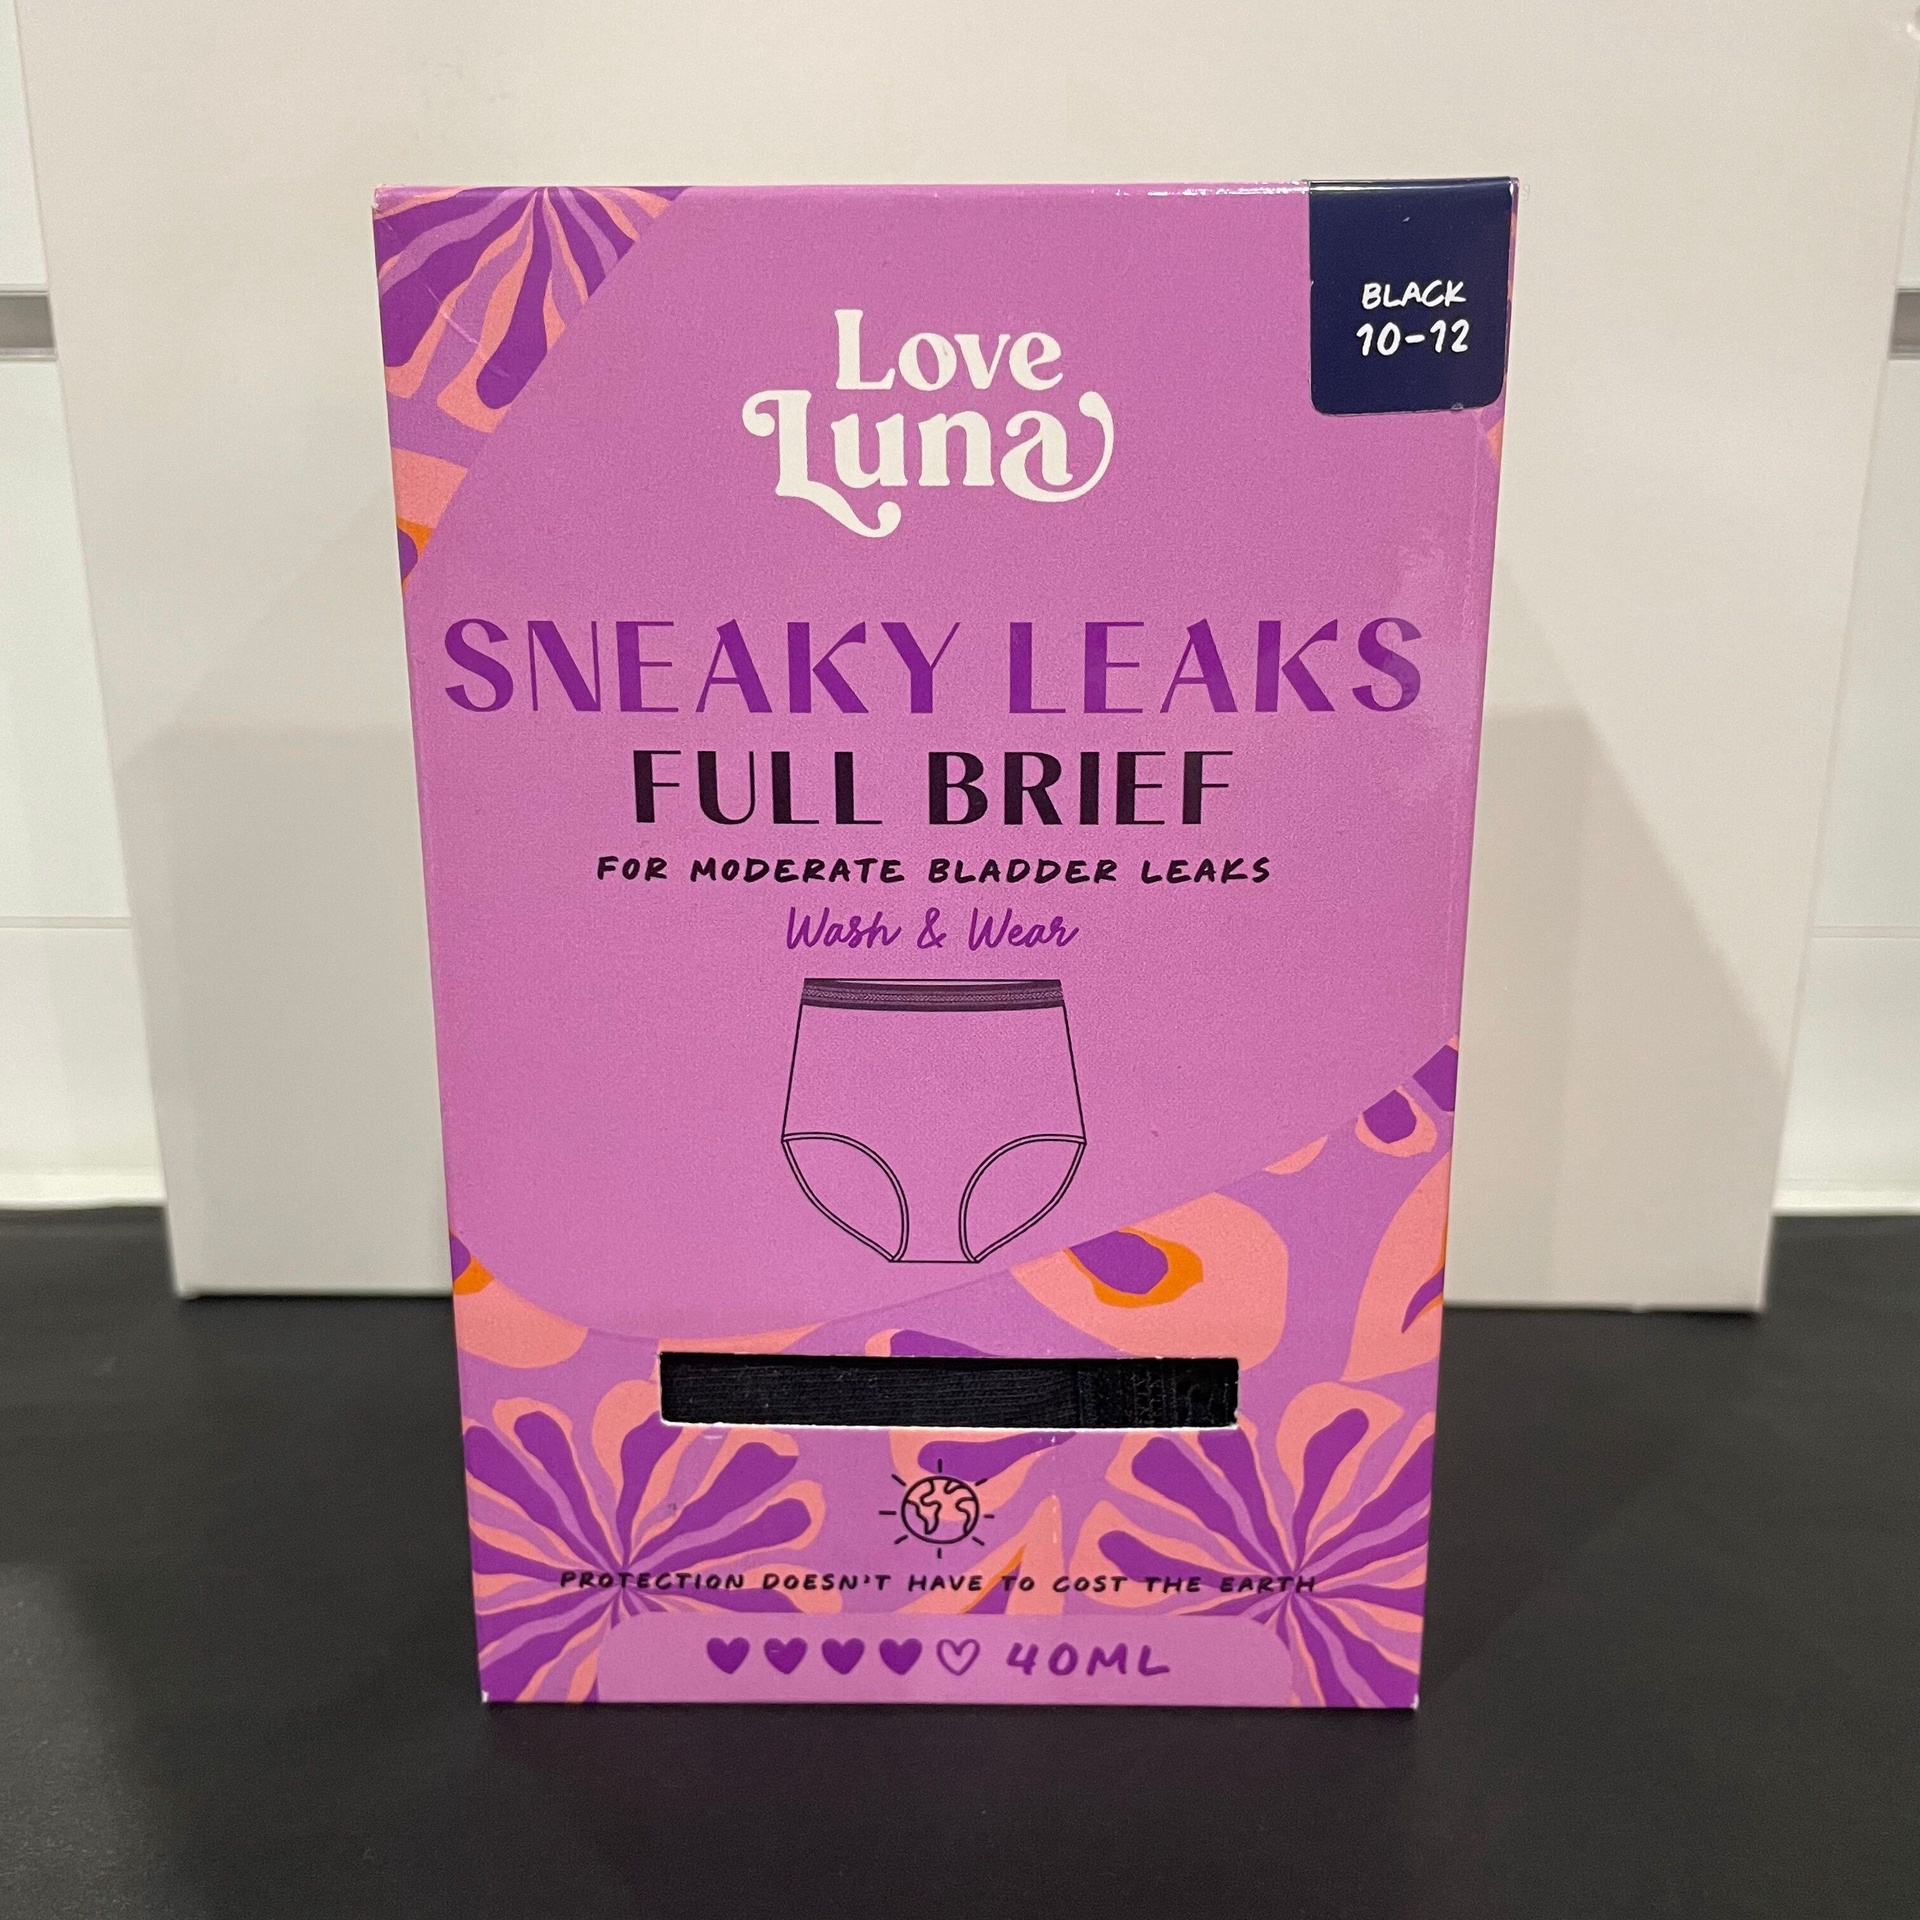 BLACK
10-12
Love
Luna
SNEAKY LEAKS
FULL BRIEF
FOR MODERATE BLADDER LEAKS
Wash & Wear
PROTECTION DOESN'T HAVE TO COST THE EARTH
40ML